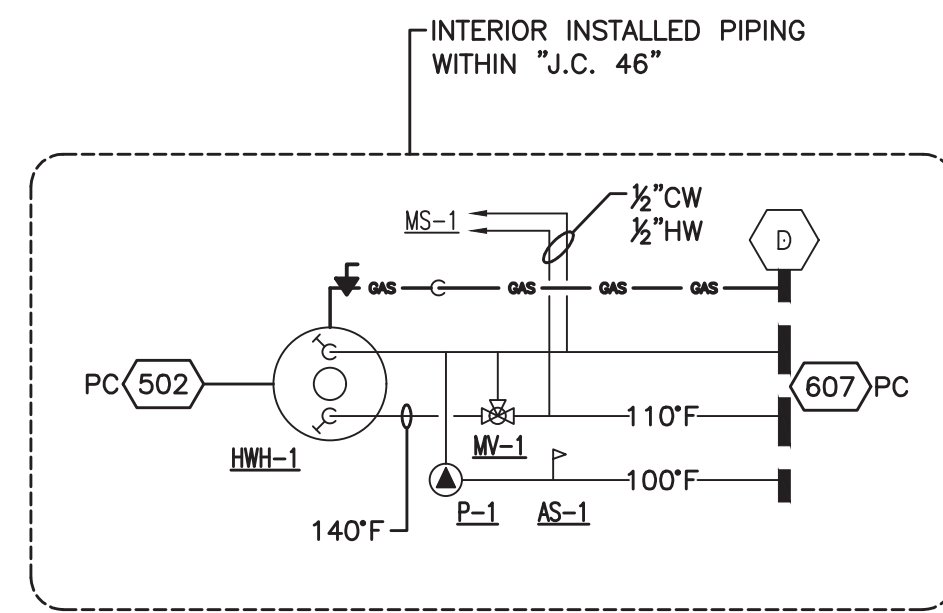 INTERIOR INSTALLED PIPING
WITHIN "J.C. 46"
½"CW
½"HW
MS-1
D
GAS GAS GAS GAS
PC 502
607 PC
110°F
MV-1
HWH-1
100°F
P-1
AS-1
140°F